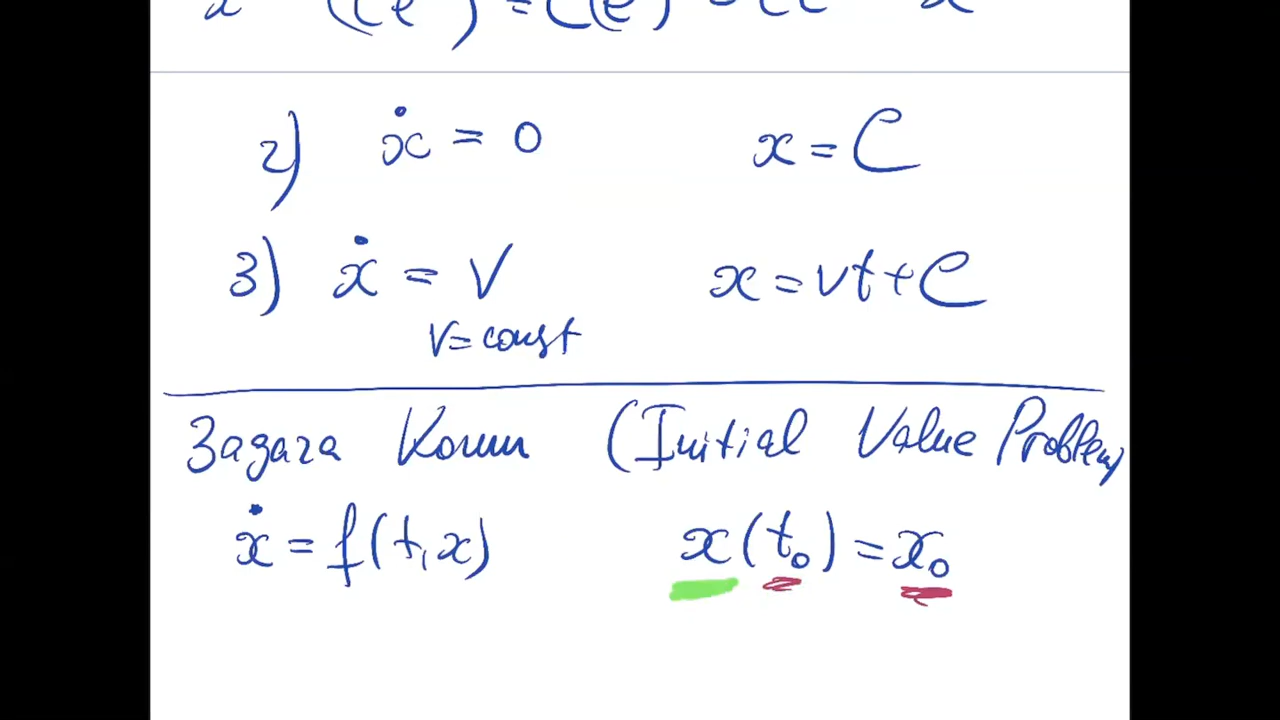 2) ẋ = 0 x = C
3) ẋ = v x = vt + C
v = const
Задача Коши (Initial Value Problem)
ẋ = f(t, x) x(t₀) = x₀